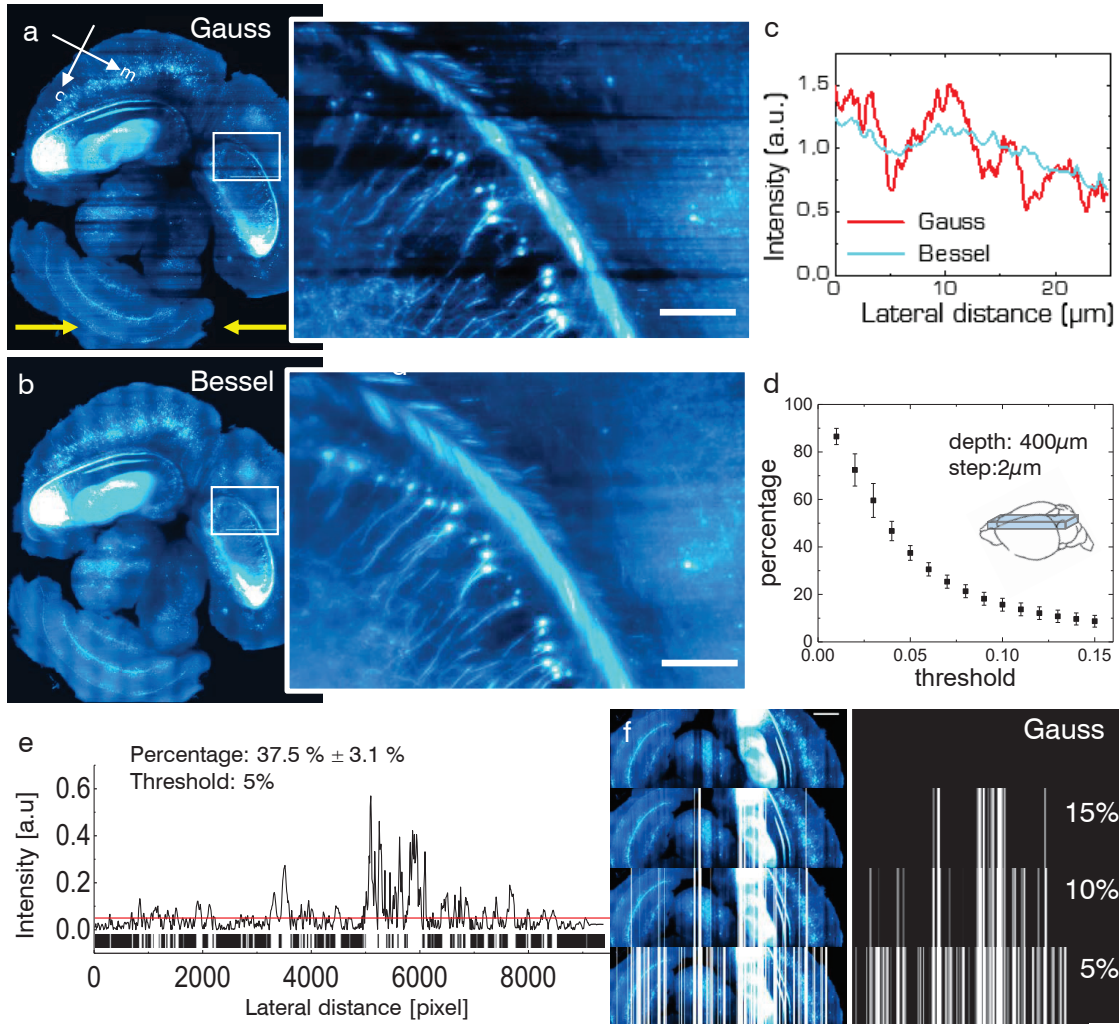 a
Gauss
c
m
b
Bessel
c
1.5
1.0
0.5
0.0
Intensity (a.u.)
Gauss
Bessel
0
10
20
Lateral distance (µm)
d
100
80
60
40
20
0
percentage
depth: 400µm
step:2µm
0.00
0.05
0.10
0.15
threshold
e
Percentage: 37.5 % ± 3.1 %
Threshold: 5%
0.6
0.4
0.2
0.0
Intensity [a.u]
0
2000
4000
6000
8000
Lateral distance [pixel]
f
Gauss
15%
10%
5%